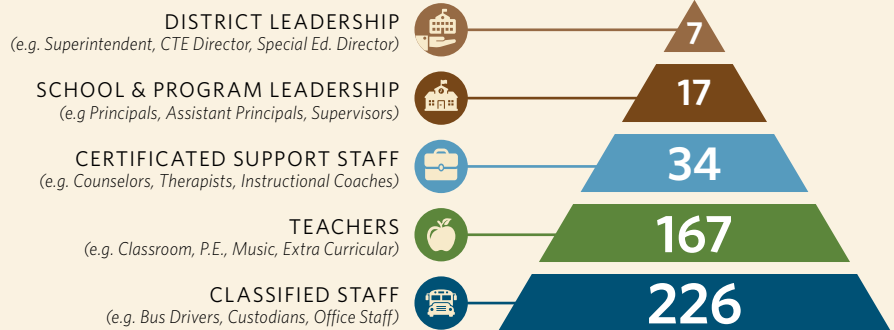 DISTRICT LEADERSHIP
(e.g. Superintendent, CTE Director, Special Ed. Director)
7
SCHOOL & PROGRAM LEADERSHIP
(e.g Principals, Assistant Principals, Supervisors)
17
CERTIFICATED SUPPORT STAFF
(e.g. Counselors, Therapists, Instructional Coaches)
34
TEACHERS
(e.g. Classroom, P.E., Music, Extra Curricular)
167
CLASSIFIED STAFF
(e.g. Bus Drivers, Custodians, Office Staff)
226